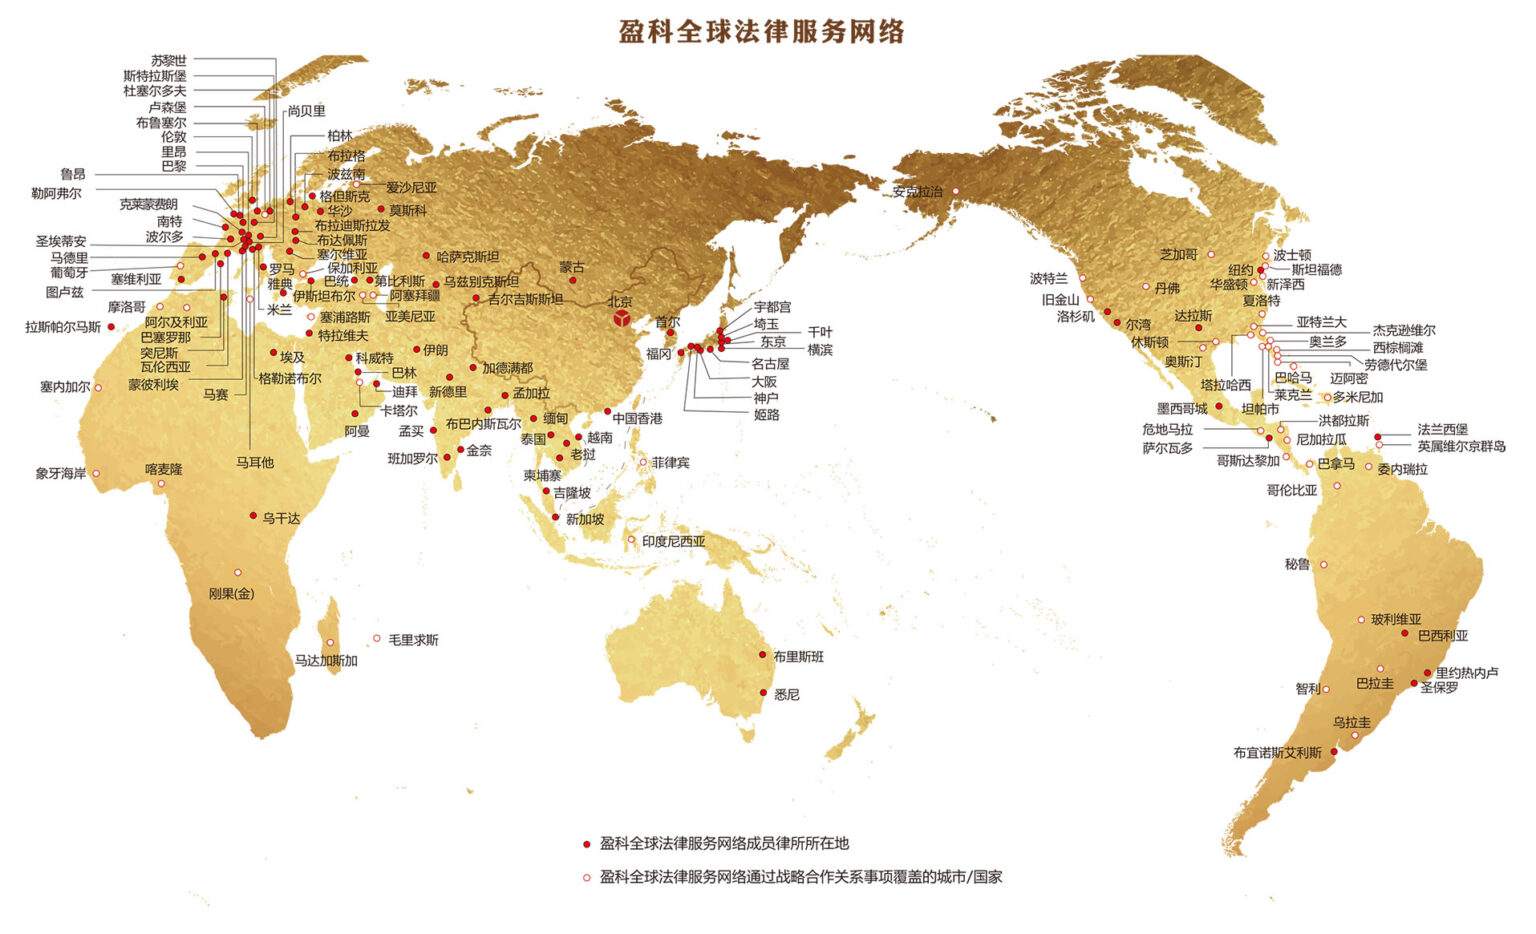 盈科全球法律服务网络
苏黎世
斯特拉斯堡
杜塞尔多夫
卢森堡
布鲁塞尔
伦敦
里昂
巴黎
鲁昂
勒阿弗尔
克莱蒙费朗
南特
波尔多
圣埃蒂安
马德里
葡萄牙
塞维利亚
图卢兹
摩洛哥
拉斯帕尔马斯
阿尔及利亚
巴塞罗那
突尼斯
瓦伦西亚
蒙彼利埃
马赛
塞内加尔
象牙海岸
喀麦隆
马耳他
乌干达
刚果(金)
马达加斯加
毛里求斯
尚贝里
柏林
布拉格
波兹南
爱沙尼亚
格但斯克
华沙
莫斯科
布拉迪斯拉发
布达佩斯
塞尔维亚
罗马
保加利亚
雅典
巴统
第比利斯
伊斯坦布尔
阿塞拜疆
米兰
塞浦路斯
亚美尼亚
特拉维夫
埃及
格勒诺布尔
科威特
巴林
迪拜
卡塔尔
阿曼
哈萨克斯坦
乌兹别克斯坦
吉尔吉斯斯坦
蒙古
北京
伊朗
加德满都
新德里
孟加拉
布巴内斯瓦尔
孟买
金奈
班加罗尔
缅甸
泰国
越南
老挝
柬埔寨
吉隆坡
新加坡
中国香港
菲律宾
印度尼西亚
首尔
福冈
宇都宫
埼玉
千叶
东京
横滨
名古屋
大阪
神户
姬路
布里斯班
悉尼
安克拉治
芝加哥
波士顿
纽约
斯坦福德
波特兰
华盛顿
新泽西
丹佛
旧金山
夏洛特
洛杉矶
尔湾
达拉斯
亚特兰大
杰克逊维尔
休斯顿
奥兰多
西棕榈滩
奥斯汀
劳德代尔堡
塔拉哈西
巴哈马
迈阿密
莱克兰
多米尼加
墨西哥城
坦帕市
洪都拉斯
危地马拉
法兰西堡
萨尔瓦多
尼加拉瓜
英属维尔京群岛
哥斯达黎加
巴拿马
委内瑞拉
哥伦比亚
秘鲁
玻利维亚
巴西利亚
里约热内卢
巴拉圭
圣保罗
智利
乌拉圭
布宜诺斯艾利斯
盈科全球法律服务网络成员律所所在地
盈科全球法律服务网络通过战略合作关系事项覆盖的城市/国家